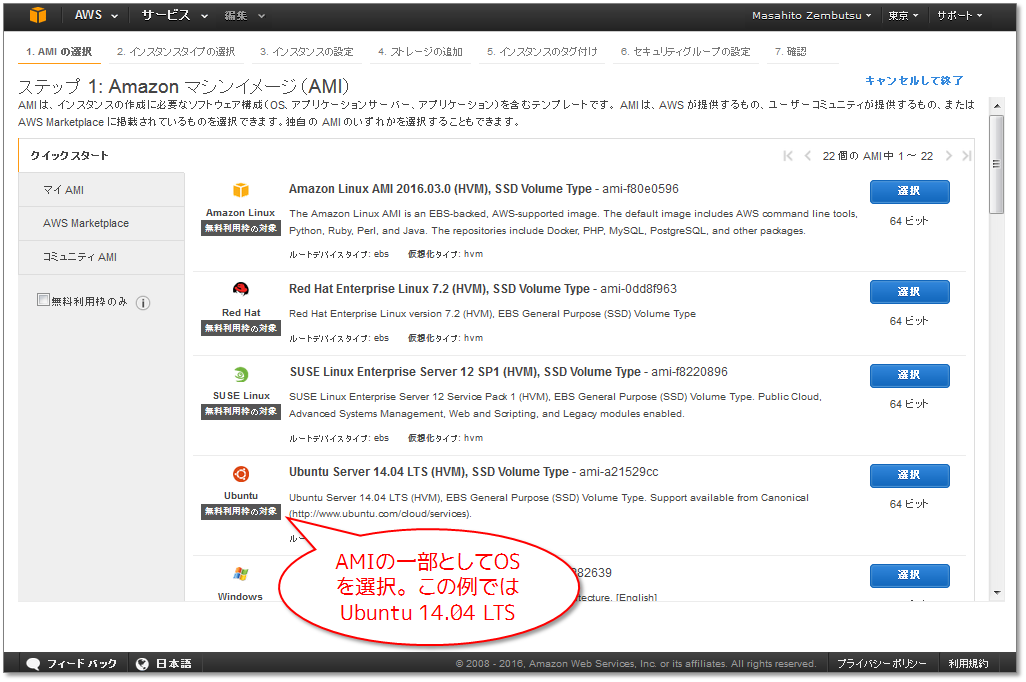 AWS サービス 編集 Masahito Zembutsu 東京 サポート
1. AMI の選択 2. インスタンスタイプの選択 3. インスタンスの設定 4. ストレージの追加 5. インスタンスのタグ付け 6. セキュリティグループの設定 7. 確認
ステップ 1: Amazon マシンイメージ(AMI)
キャンセルして終了
AMI は、インスタンスの作成に必要なソフトウェア構成(OS、アプリケーションサーバー、アプリケーション)を含むテンプレートです。 AMI は、AWS が提供するもの、ユーザーコミュニティが提供するもの、または
AWS Marketplace に掲載されているものを選択できます。独自の AMI のいずれかを選択することもできます。
クイックスタート
22 個の AMI 中 1 ～ 22
マイ AMI
AWS Marketplace
コミュニティ AMI
無料利用枠のみ
Amazon Linux
無料利用枠の対象
Amazon Linux AMI 2016.03.0 (HVM), SSD Volume Type - ami-f80e0596
The Amazon Linux AMI is an EBS-backed, AWS-supported image. The default image includes AWS command line tools,
Python, Ruby, Perl, and Java. The repositories include Docker, PHP, MySQL, PostgreSQL, and other packages.
ルートデバイスタイプ: ebs 仮想化タイプ: hvm
選択
64 ビット
Red Hat
無料利用枠の対象
Red Hat Enterprise Linux 7.2 (HVM), SSD Volume Type - ami-0dd8f963
Red Hat Enterprise Linux version 7.2 (HVM), EBS General Purpose (SSD) Volume Type
ルートデバイスタイプ: ebs 仮想化タイプ: hvm
選択
64 ビット
SUSE Linux
無料利用枠の対象
SUSE Linux Enterprise Server 12 SP1 (HVM), SSD Volume Type - ami-f8220896
SUSE Linux Enterprise Server 12 Service Pack 1 (HVM), EBS General Purpose (SSD) Volume Type. Public Cloud,
Advanced Systems Management, Web and Scripting, and Legacy modules enabled.
ルートデバイスタイプ: ebs 仮想化タイプ: hvm
選択
64 ビット
Ubuntu
無料利用枠の対象
Ubuntu Server 14.04 LTS (HVM), SSD Volume Type - ami-a21529cc
Ubuntu Server 14.04 LTS (HVM), EBS General Purpose (SSD) Volume Type. Support available from Canonical
(http://www.ubuntu.com/cloud/services).
ルー
選択
64 ビット
AMIの一部としてOS
を選択。この例では
Ubuntu 14.04 LTS
Windows
82639
tecture. [English]
選択
フィードバック 日本語 © 2008 - 2016, Amazon Web Services, Inc. or its affiliates. All rights reserved. プライバシーポリシー 利用規約